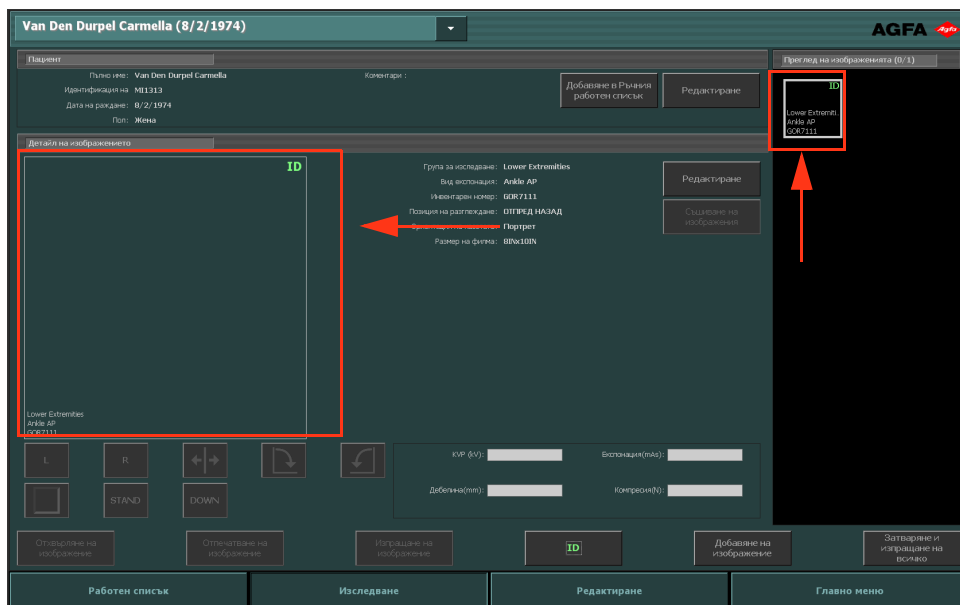 Van Den Durpel Carmella (8/2/1974)
AGFA
Agfa
Пациент
Преглед на изображенията (0/1)
Пълно име: Van Den Durpel Carmella
Коментари :
Идентификация на MI1313
Дата на раждане: 8/2/1974
Пол: Жена
Добавяне в Ръчния
работен списък
Редактиране
ID
Lower Extremiti..
Ankle AP
GOR7111
Детайл на изображението
ID
Група за изследване: Lower Extremities
Вид експонация: Ankle AP
Инвентарен номер: GOR7111
Позиция на разглеждане: ОТПРЕД НАЗАД
Портрет
Размер на филма: 8INx10IN
Редактиране
Сшиване на
изображения
Lower Extremities
Ankle AP
GOR7111
L
R
STAND
DOWN
KVP (kV):
Експонация(mAs):
Дебелина(mm):
Компресия(N):
Отхвърляне на
изображение
Отпечатване на
изображение
Изпращане на
изображение
ID
Добавяне на
изображение
Затваряне и
изпращане на
всичко
Работен списък
Изследване
Редактиране
Главно меню